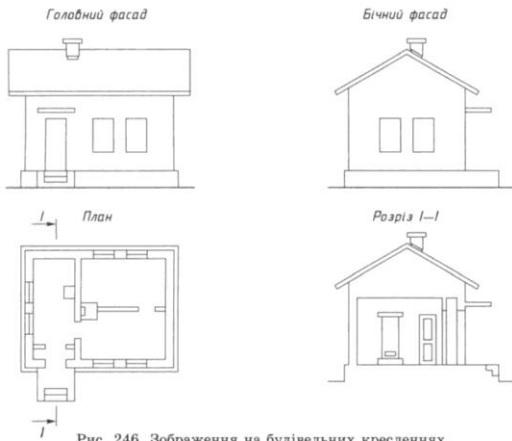 Головний фасад
Бічний фасад
I План
Розріз I—I
I
Рис. 246. Зображення на будівельних кресленнях